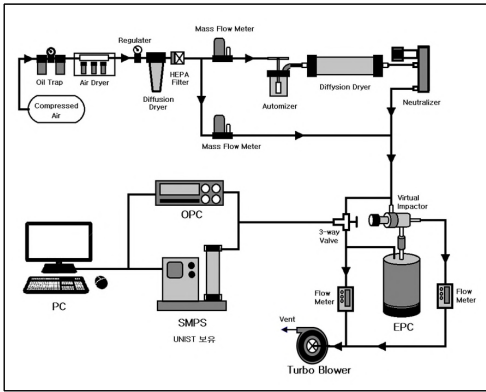 Regulater
Mass Flow Meter
Oil Trap
Air Dryer
HEPA
Filter
Diffusion
Dryer
Automizer
Diffysion Dryer
Neutralizer
Compressed
Air
Mass Flow Meter
OPC
Virtual
Impactor
3-way
Valve
PC
SMPS
UNIST 보유
Flow
Meter
EPC
Flow
Meter
Vent
Turbo Blower